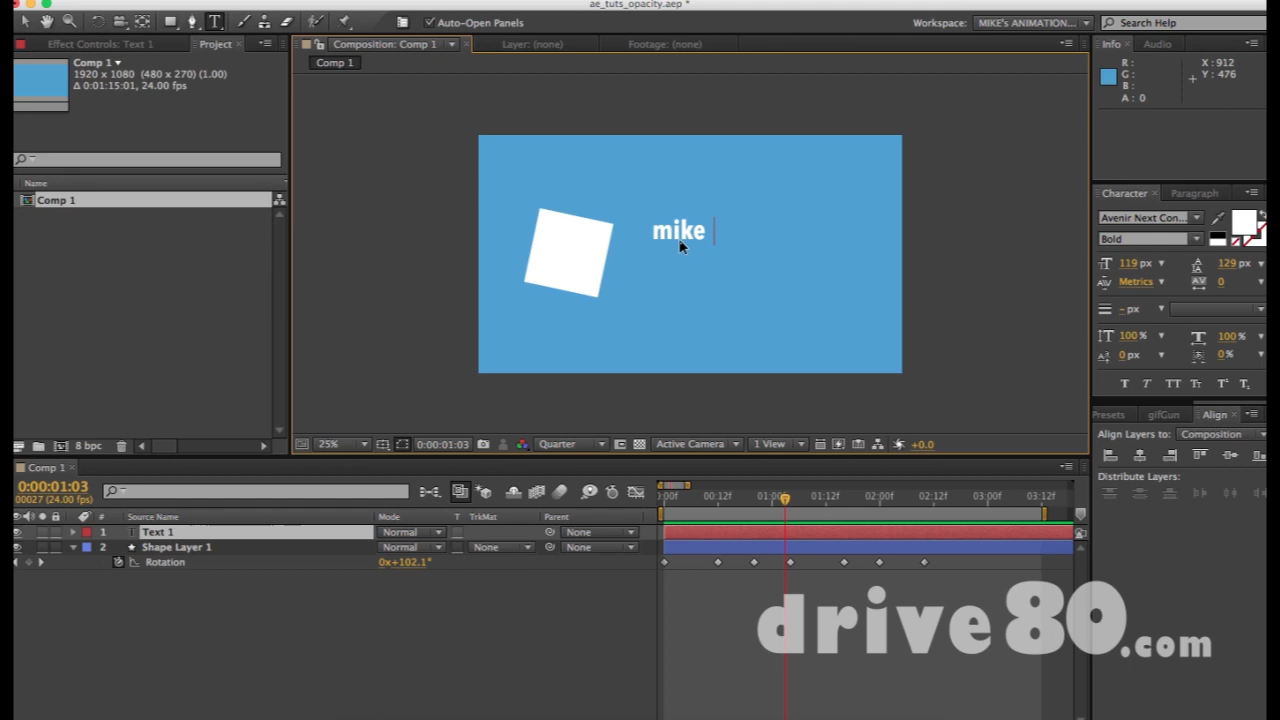 ae_tuts_opacity.aep *
Auto-Open Panels
Workspace: MIKE's ANIMATION...
Search Help
Effect Controls: Text 1
Project
Composition: Comp 1
Layer: (none)
Footage: (none)
Info
Audio
Comp 1
1920 x 1080 (480 x 270) (1.00)
Δ 0:01:15:01, 24.00 fps
Comp 1
R :
G :
B :
A : 0
X : 912
Y : 476
Name
Comp 1
mike
Character
Paragraph
Avenir Next Con...
Bold
119 px
129 px
Metrics
0
- px
100 %
100 %
0 px
0 %
T T TT Tт T¹ T₁
Presets
gifGun
Align
Align Layers to: Composition
Distribute Layers:
8 bpc
25%
0:00:01:03
Quarter
Active Camera
1 View
+0.0
Comp 1
0:00:01:03
00027 (24.00 fps)
:00f 00:12f 01:00f 01:12f 02:00f 02:12f 03:00f 03:12f
# Source Name Mode T TrkMat Parent
1 T Text 1 Normal None
2 Shape Layer 1 Normal None None
Rotation 0x+102.1°
drive80.com